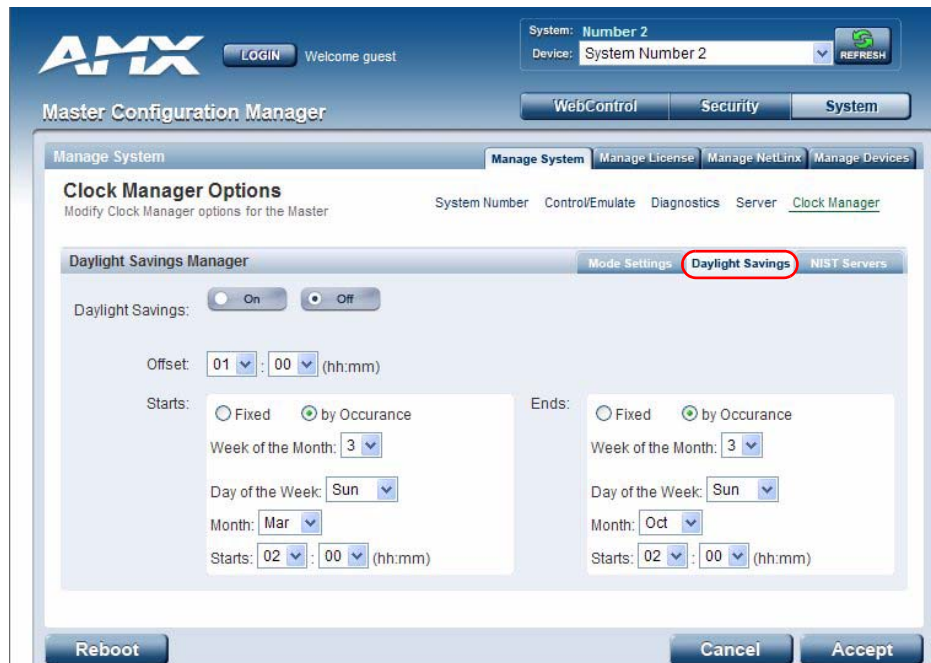 AMX
LOGIN Welcome guest
System: Number 2
Device: System Number 2
REFRESH
Master Configuration Manager
WebControl Security System
Manage System
Manage System Manage License Manage NetLinx Manage Devices
Clock Manager Options
Modify Clock Manager options for the Master
System Number Control/Emulate Diagnostics Server Clock Manager
Daylight Savings Manager
Mode Settings Daylight Savings NIST Servers
Daylight Savings: On Off
Offset: 01 : 00 (hh:mm)
Starts:
Fixed by Occurance
Week of the Month: 3
Day of the Week: Sun
Month: Mar
Starts: 02 : 00 (hh:mm)
Ends:
Fixed by Occurance
Week of the Month: 3
Day of the Week: Sun
Month: Oct
Starts: 02 : 00 (hh:mm)
Reboot Cancel Accept